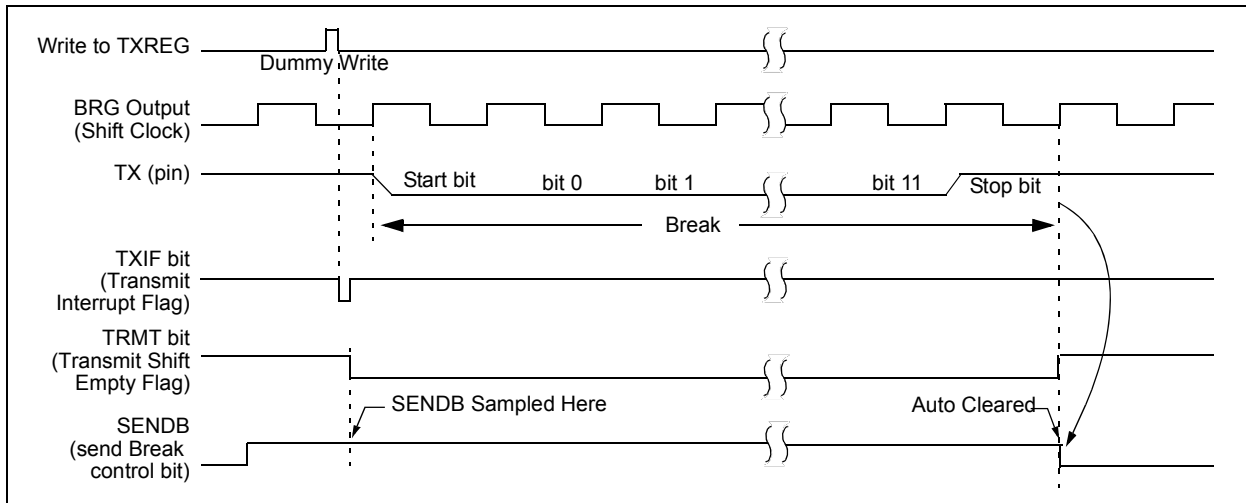 Write to TXREG
Dummy Write
BRG Output
(Shift Clock)
TX (pin)
Start bit
bit 0
bit 1
bit 11
Stop bit
Break
TXIF bit
(Transmit
Interrupt Flag)
TRMT bit
(Transmit Shift
Empty Flag)
SENDB Sampled Here
Auto Cleared
SENDB
(send Break
control bit)